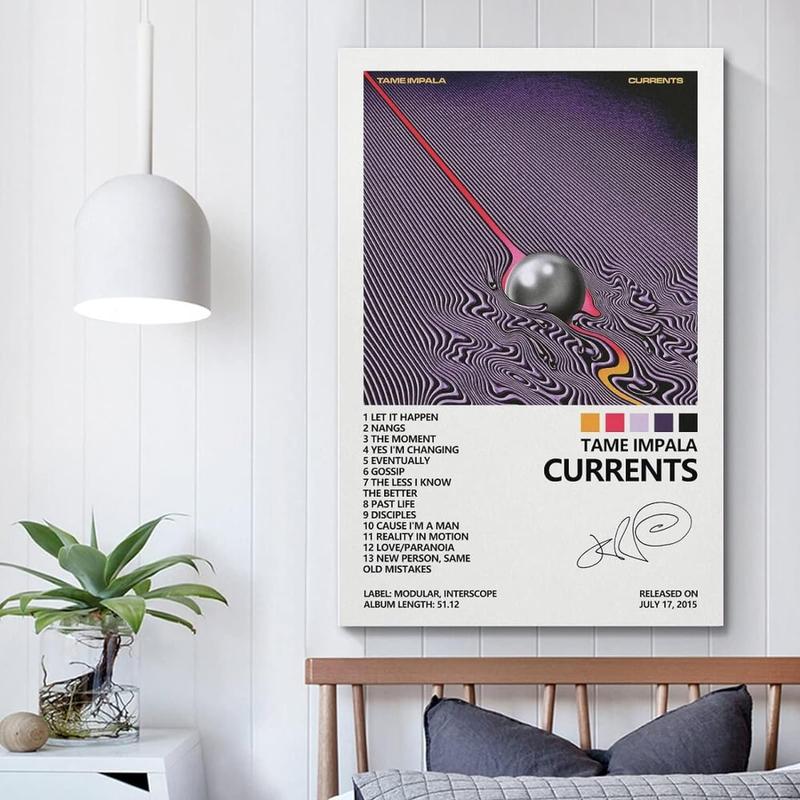 TAME IMPALA
CURRENTS
1 LET IT HAPPEN
2 NANGS
3 THE MOMENT
4 YES I'M CHANGING
5 EVENTUALLY
6 GOSSIP
7 THE LESS I KNOW
THE BETTER
8 PAST LIFE
9 DISCIPLES
10 CAUSE I'M A MAN
11 REALITY IN MOTION
12 LOVE/PARANOIA
13 NEW PERSON, SAME
OLD MISTAKES
TAME IMPALA
CURRENTS
LABEL: MODULAR, INTERSCOPE
ALBUM LENGTH: 51.12
RELEASED ON
JULY 17, 2015